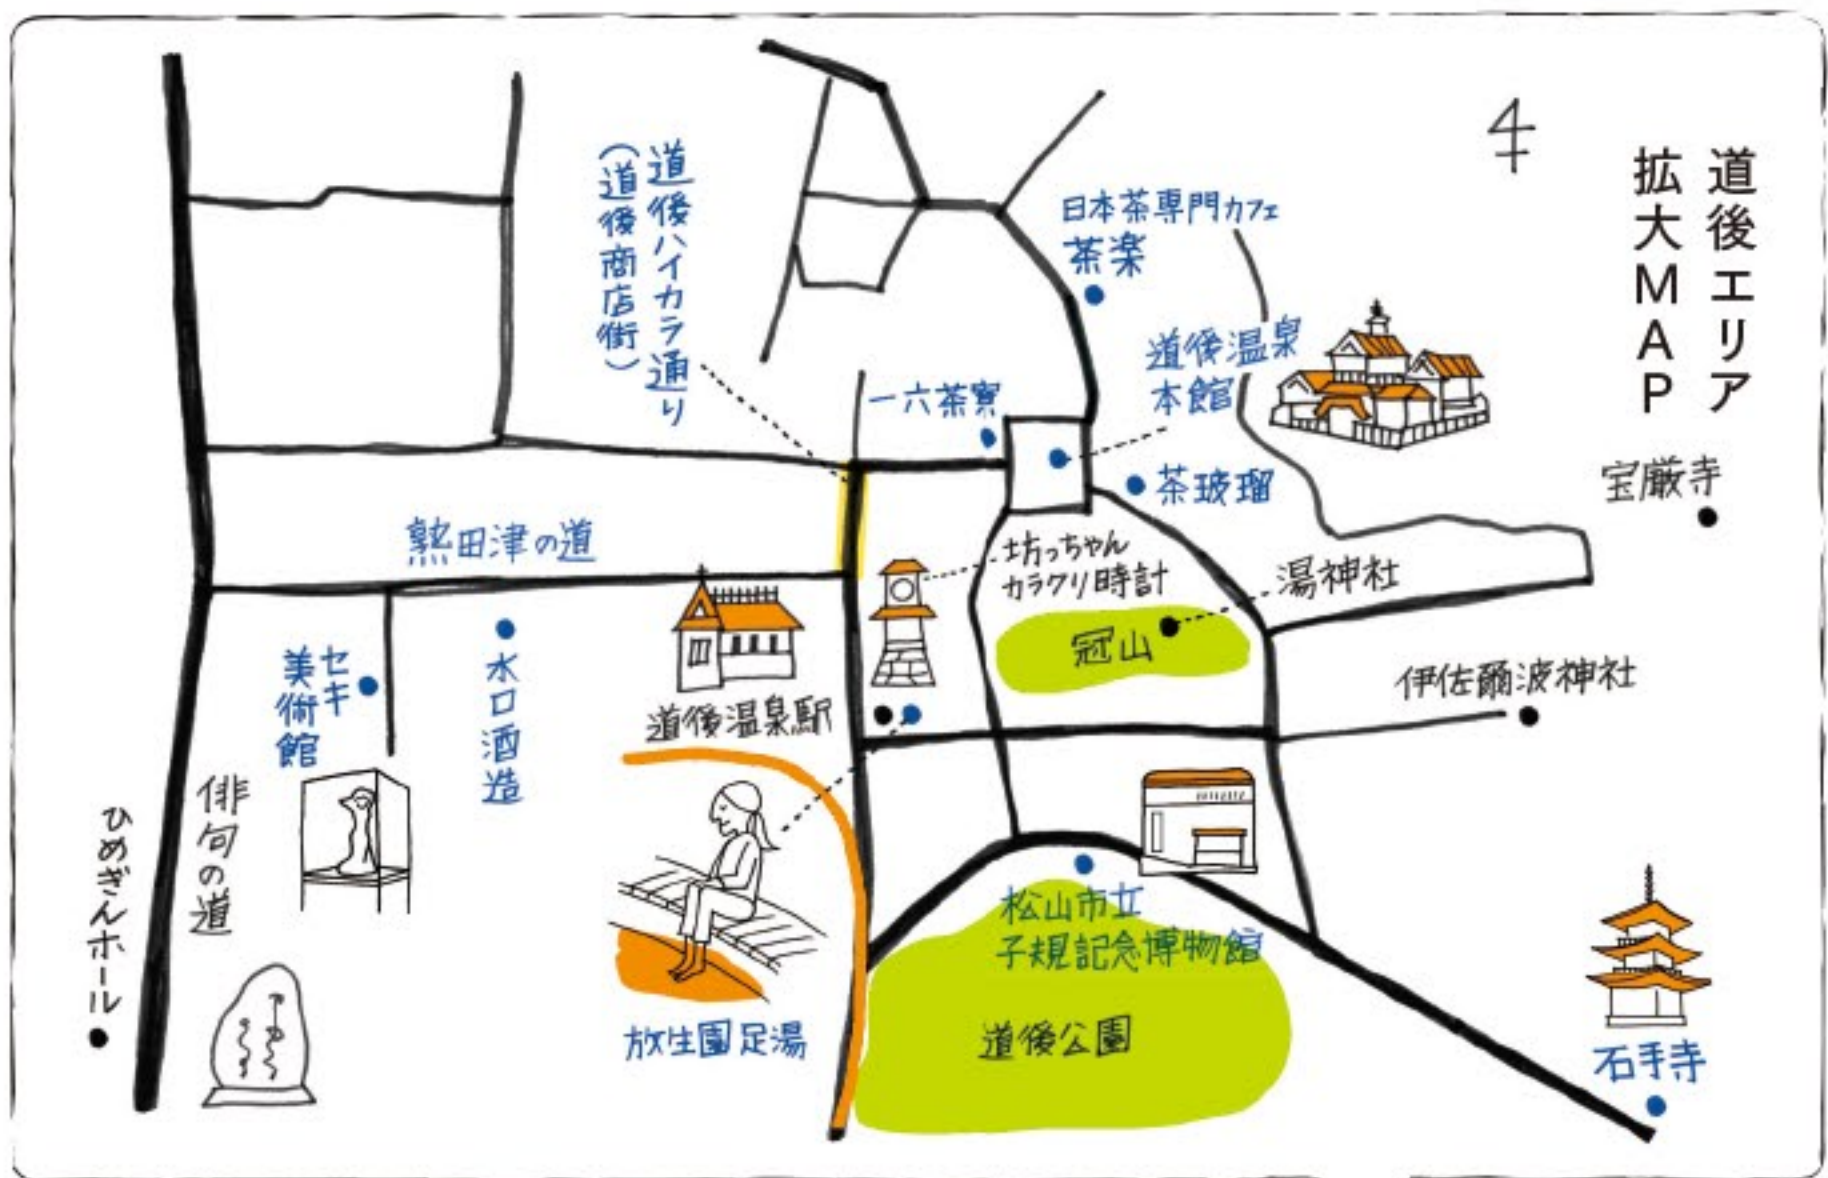 道後エリア
拡大MAP
道後ハイカラ通り
(道後商店街)
日本茶専門カフェ
茶楽
道後温泉
本館
一六茶寮
茶玻瑠
宝厳寺
熟田津の道
坊っちゃん
カラクリ時計
湯神社
冠山
伊佐爾波神社
セキ
美術館
水口酒造
道後温泉駅
俳句の道
ひめぎんホール
松山市立
子規記念博物館
放生園足湯
道後公園
石手寺